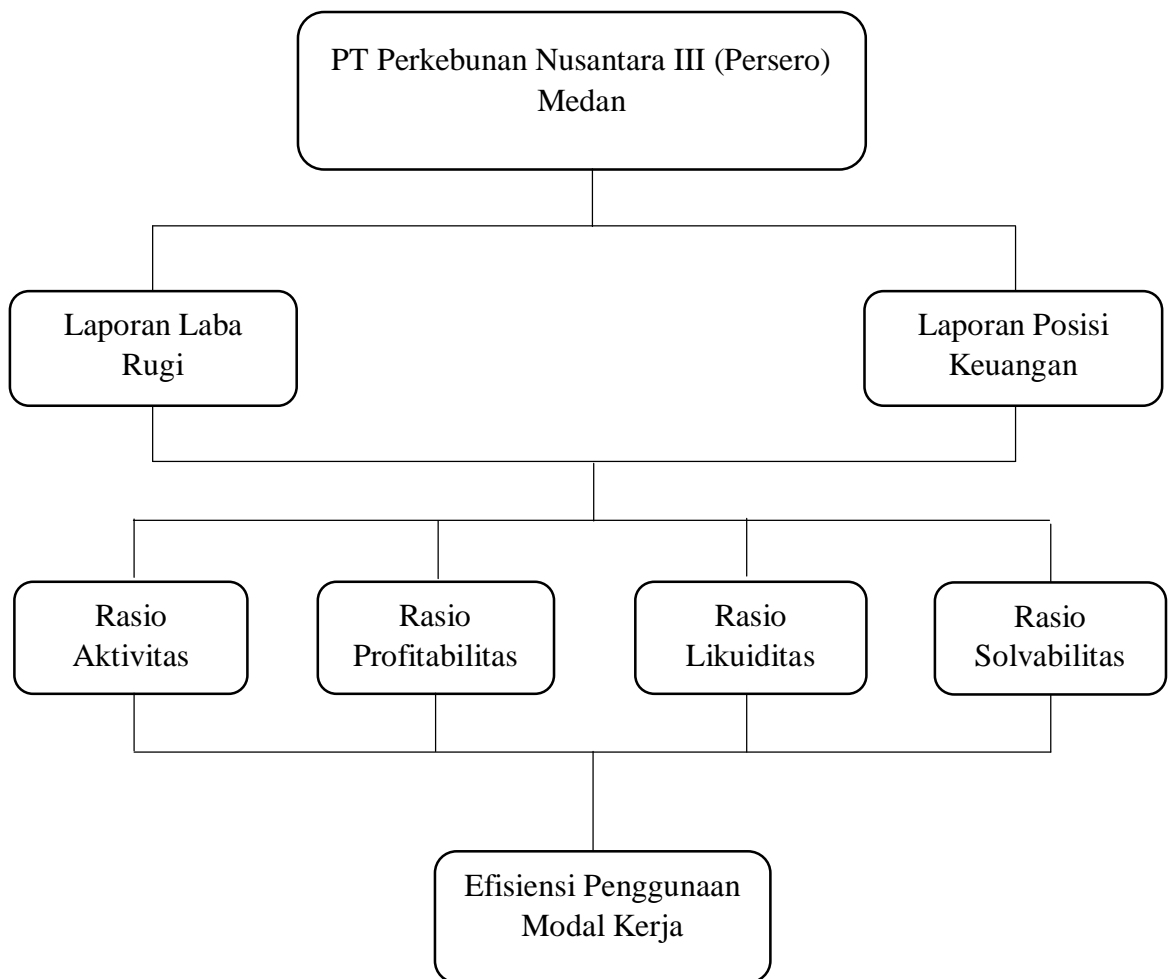 PT Perkebunan Nusantara III (Persero)
Medan
Laporan Laba
Rugi
Laporan Posisi
Keuangan
Rasio
Aktivitas
Rasio
Profitabilitas
Rasio
Likuiditas
Rasio
Solvabilitas
Efisiensi Penggunaan
Modal Kerja